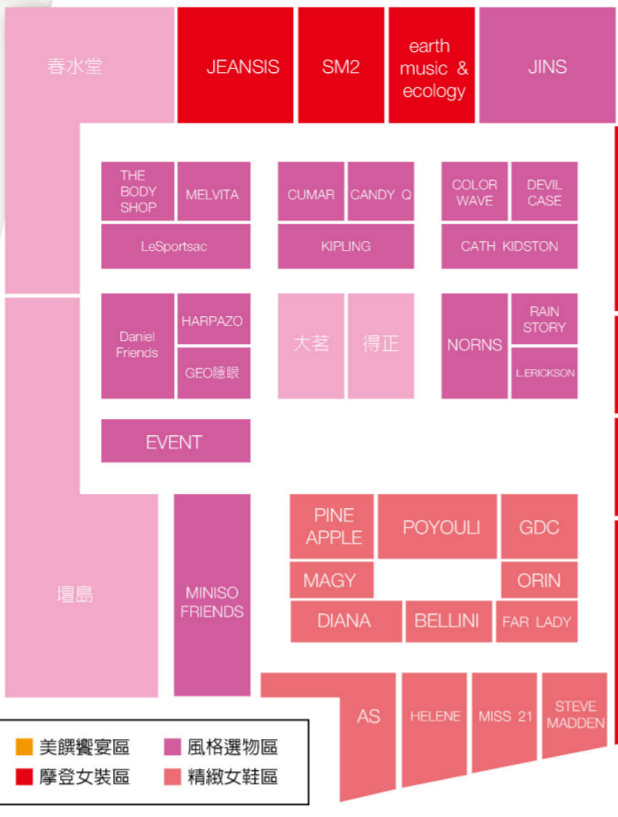 春水堂
JEANSIS
SM2
earth
music &
ecology
JINS
THE
BODY
SHOP
MELVITA
CUMAR
CANDY Q
COLOR
WAVE
DEVIL
CASE
LeSportsac
KIPLING
CATH KIDSTON
Daniel
Friends
HARPAZO
GEO隱眼
大茗
得正
NORNS
RAIN
STORY
L.ERICKSON
EVENT
壇島
MINISO
FRIENDS
PINE
APPLE
POYOULI
GDC
MAGY
ORIN
DIANA
BELLINI
FAR LADY
AS
HELENE
MISS 21
STEVE
MADDEN
美饌饗宴區
風格選物區
摩登女裝區
精緻女鞋區